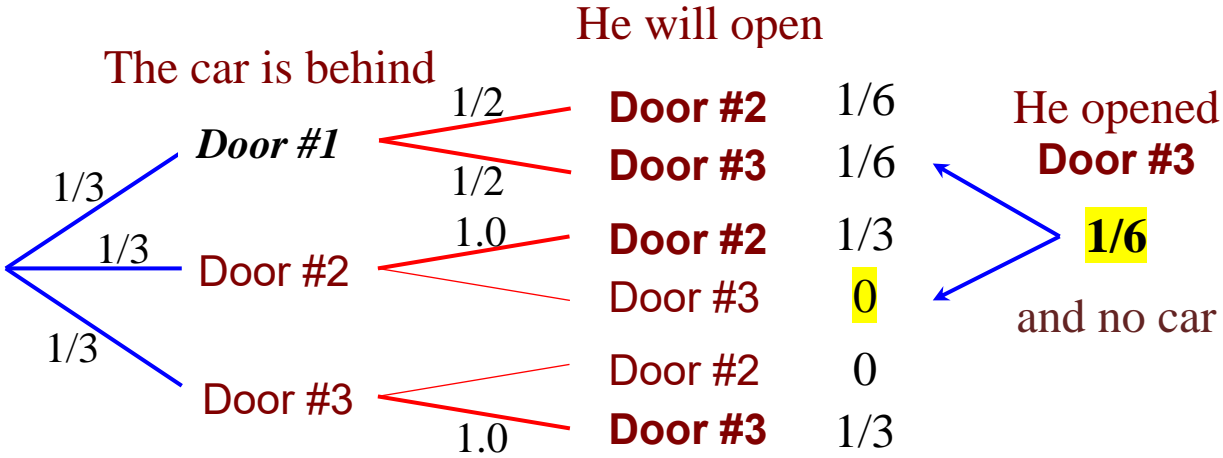 He will open
The car is behind
1/2 Door #2 1/6
He opened
Door #1
Door #3 1/6
Door #3
1/3
1/2
1.0 Door #2 1/3
1/6
1/3 Door #2
Door #3 0
and no car
1/3
Door #2 0
Door #3
1.0 Door #3 1/3